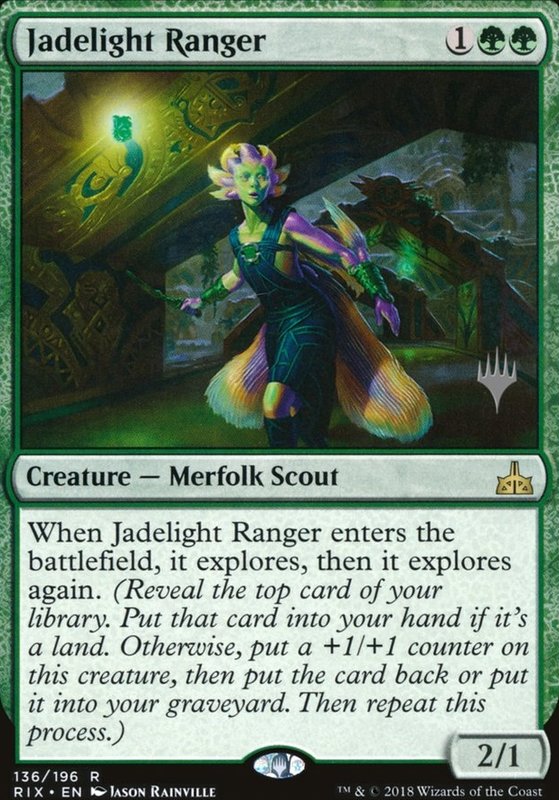 Jadelight Ranger 1
Creature — Merfolk Scout
When Jadelight Ranger enters the
battlefield, it explores, then it explores
again. (Reveal the top card of your
library. Put that card into your hand if it's
a land. Otherwise, put a +1/+1 counter on
this creature, then put the card back or put
it into your graveyard. Then repeat this
process.)
2/1
136/196 R
RIX • EN Jason Rainville
™ & © 2018 Wizards of the Coast